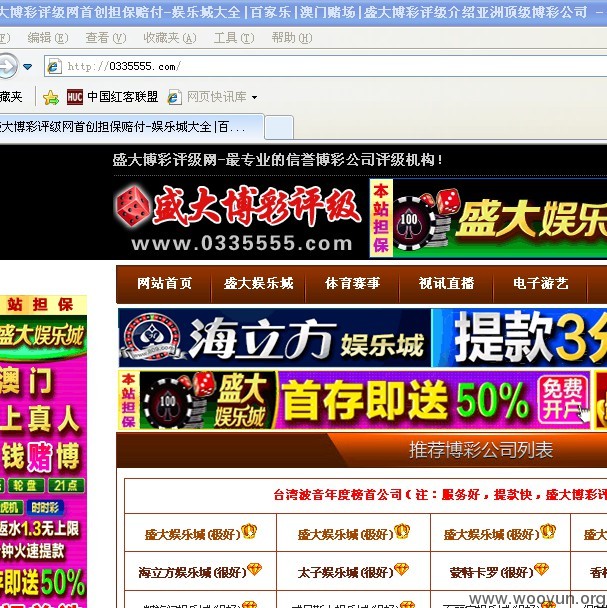 大博彩评级网首创担保赔付-娱乐城大全|百家乐|澳门赌场|盛大博彩评级介绍亚洲顶级博彩公司 -
编辑(E) 查看(V) 收藏夹(A) 工具(T) 帮助(H)
http://0335555.com/
藏夹 HUC 中国红客联盟 网页快讯库
大博彩评级网首创担保赔付-娱乐城大全|百...
盛大博彩评级网-最专业的信誉博彩公司评级机构!
盛大博彩评级
www.0335555.com
本站担保
100
盛大娱乐
网站首页 盛大娱乐城 体育赛事 视讯直播 电子游艺
海立方 娱乐城 提款3分
本站担保 100 盛大娱乐城 首存即送50% 免费开户
站担保
盛大娱乐城
澳门
上真人
钱赌博
轮盘 21点
虎机 时时彩
返水1.3无上限
钟火速提款
存即送50%
推荐博彩公司列表
台湾波音年度榜首公司(注:服务好,提款快,盛大博彩评
盛大娱乐城(极好) 盛大娱乐城(极好) 盛大娱乐城(极好) 盛大
海立方娱乐城(很好) 太子娱乐城(很好) 蒙特卡罗(很好) 香格
www.wooyun.org